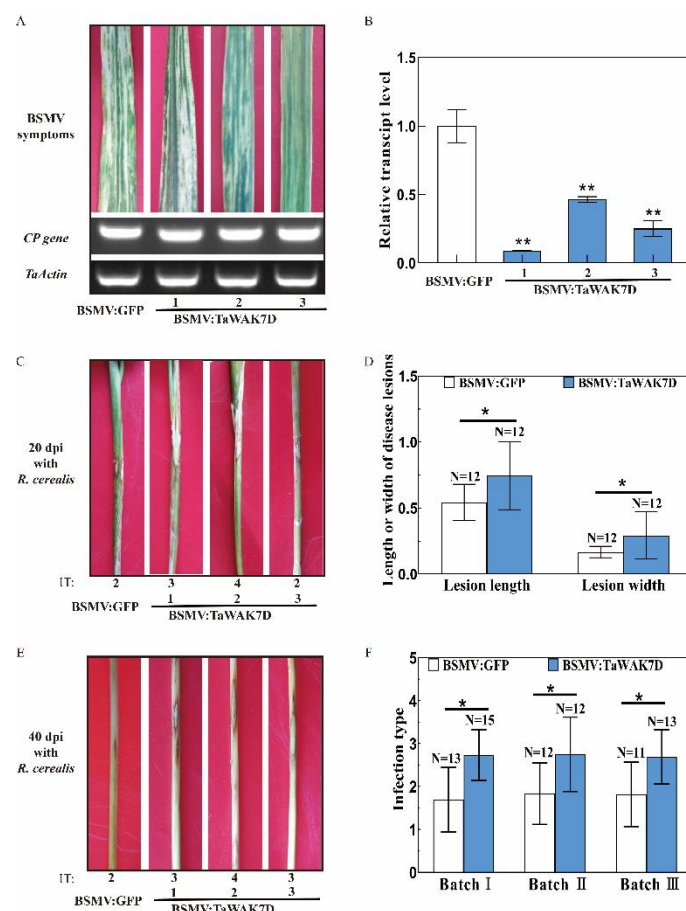 A
BSMV
symptoms
CP gene
TaActin
BSMV:GFP
1 2 3
BSMV:TaWAK7D
B
Relative transcript level
1.5
1.0
0.5
0.0
**
**
**
BSMV:GFP
1 2 3
BSMV:TaWAK7D
C
20 dpi
with
R. cerealis
IT: 2 3 4 2
BSMV:GFP
1 2 3
BSMV:TaWAK7D
D
Length or width of disease lesions
1.5
1.0
0.5
0.0
BSMV:GFP BSMV:TaWAK7D
*
N=12
N=12
*
N=12
N=12
Lesion length Lesion width
E
40 dpi
with
R. cerealis
IT: 2 3 4 3
BSMV:GFP
1 2 3
BSMV:TaWAK7D
F
Infection type
5
4
3
2
1
0
BSMV:GFP BSMV:TaWAK7D
*
N=13
N=15
*
N=12
N=12
*
N=11
N=13
Batch Ⅰ Batch Ⅱ Batch Ⅲ